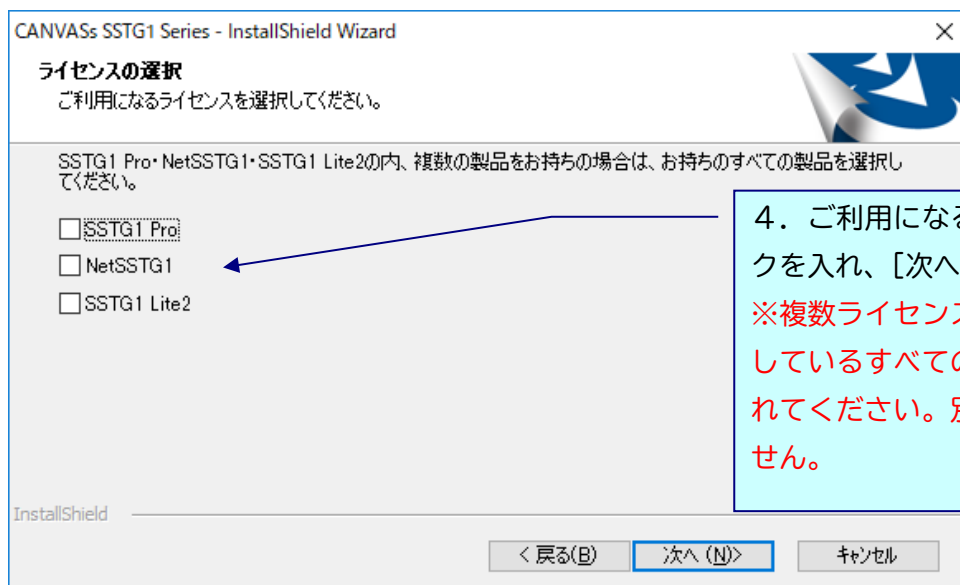 CANVASs SSTG1 Series - InstallShield Wizard
ライセンスの選択
ご利用になるライセンスを選択してください。
SSTG1 Pro・NetSSTG1・SSTG1 Lite2の内、複数の製品をお持ちの場合は、お持ちのすべての製品を選択し
てください。
SSTG1 Pro
NetSSTG1
SSTG1 Lite2
4．ご利用になる
クを入れ、[次へ
※複数ライセンス
しているすべての
れてください。
せん。
InstallShield
< 戻る(B)
次へ (N)>
キャンセル